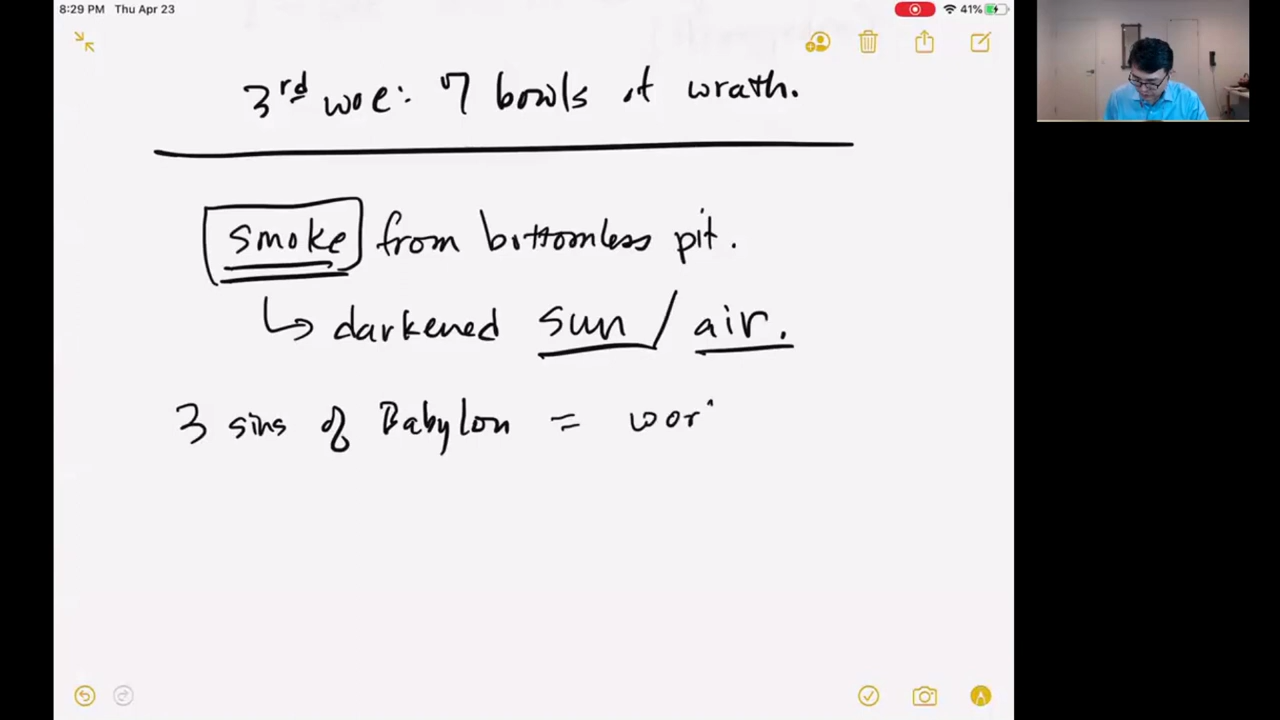 8:29 PM Thu Apr 23 41%
3rd woe: 7 bowls of wrath.
smoke from bottomless pit.
↳ darkened sun / air.
3 sins of Babylon = wor